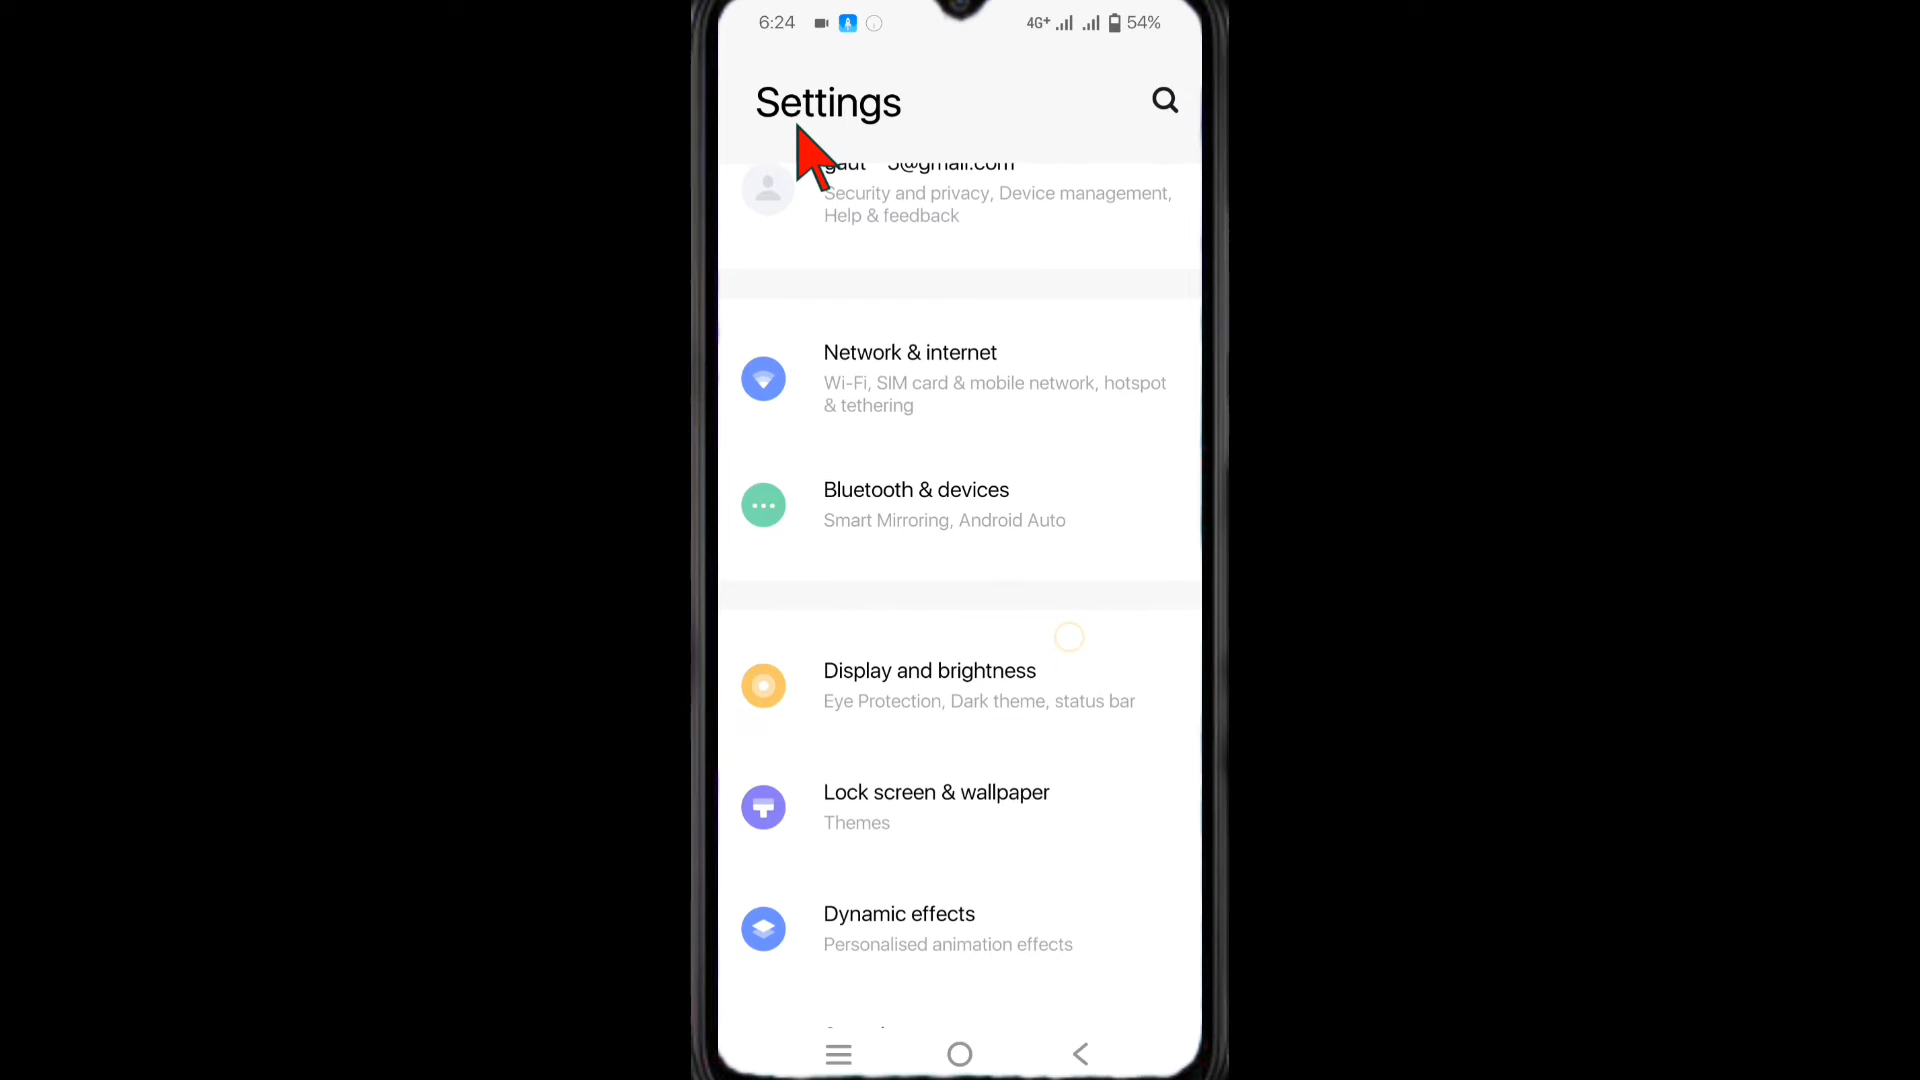 6:24
4G+ 54%
Settings
Security and privacy, Device management,
Help & feedback
Network & internet
Wi-Fi, SIM card & mobile network, hotspot
& tethering
Bluetooth & devices
Smart Mirroring, Android Auto
Display and brightness
Eye Protection, Dark theme, status bar
Lock screen & wallpaper
Themes
Dynamic effects
Personalised animation effects